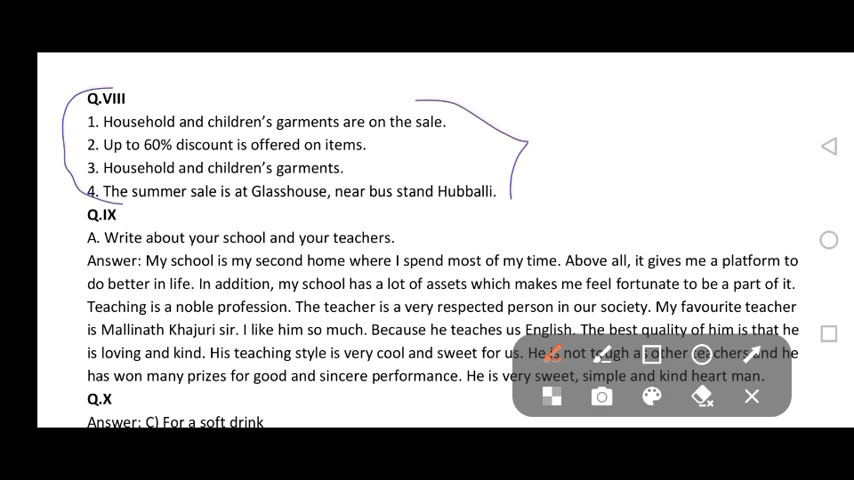 Q.VIII
1. Household and children's garments are on the sale.
2. Up to 60% discount is offered on items.
3. Household and children's garments.
4. The summer sale is at Glasshouse, near bus stand Hubballi.
Q.IX
A. Write about your school and your teachers.
Answer: My school is my second home where I spend most of my time. Above all, it gives me a platform to
do better in life. In addition, my school has a lot of assets which makes me feel fortunate to be a part of it.
Teaching is a noble profession. The teacher is a very respected person in our society. My favourite teacher
is Mallinath Khajuri sir. I like him so much. Because he teaches us English. The best quality of him is that he
is loving and kind. His teaching style is very cool and sweet for us. He is not tough as other teachers and he
has won many prizes for good and sincere performance. He is very sweet, simple and kind heart man.
Q.X
Answer: C) For a soft drink